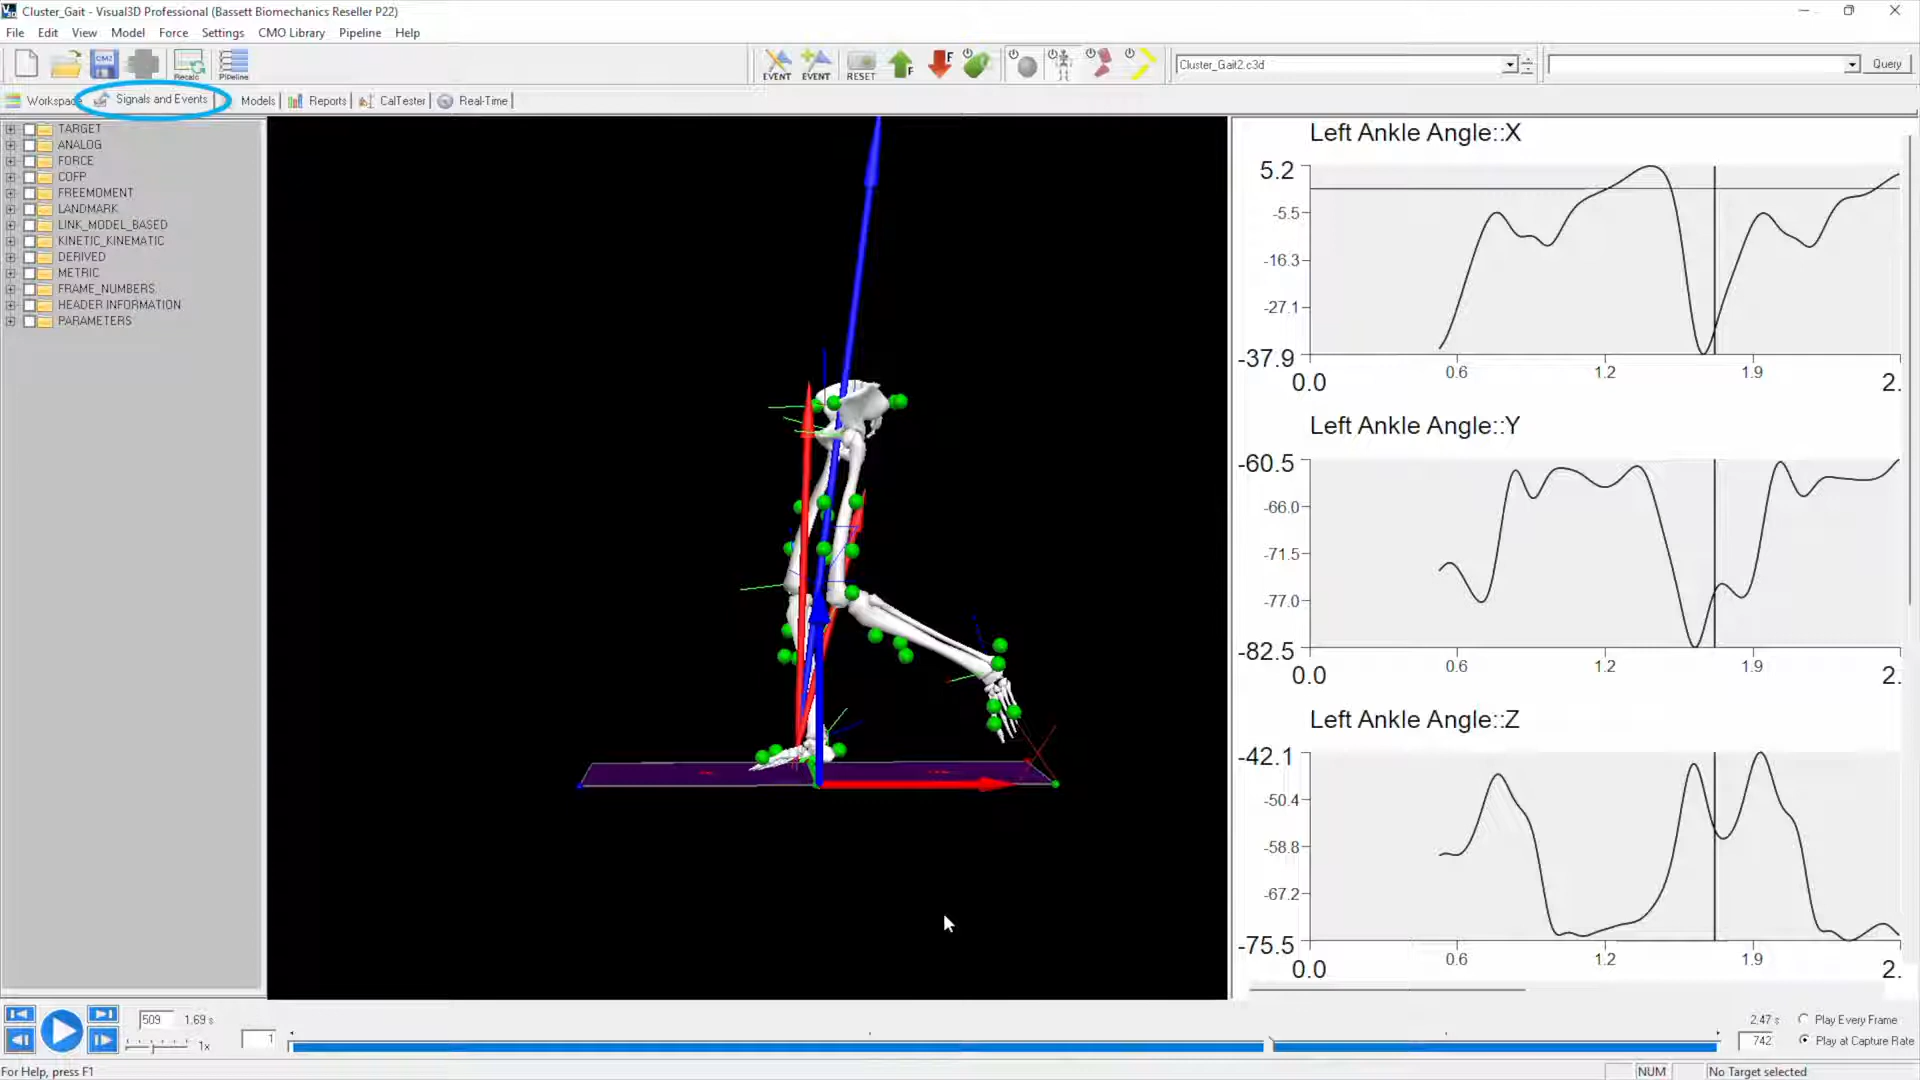 Cluster_Gait - Visual3D Professional (Bassett Biomechanics Reseller P22)
File Edit View Model Force Settings CMO Library Pipeline Help
CMZ
Recalc PIpeline EVENT EVENT RESET F F Cluster_Gait2.c3d Query
Workspace Signals and Events Models Reports CalTester Real-Time
TARGET
ANALOG
FORCE
COFP
FREEMOMENT
LANDMARK
LINK_MODEL_BASED
KINETIC_KINEMATIC
DERIVED
METRIC
FRAME_NUMBERS
HEADER INFORMATION
PARAMETERS
Left Ankle Angle::X
5.2
-5.5
-16.3
-27.1
-37.9
0.0 0.6 1.2 1.9 2.
Left Ankle Angle::Y
-60.5
-66.0
-71.5
-77.0
-82.5
0.0 0.6 1.2 1.9 2.
Left Ankle Angle::Z
-42.1
-50.4
-58.8
-67.2
-75.5
0.0 0.6 1.2 1.9 2.
509 1.69 s 2.47 s Play Every Frame
1x 1 742 Play at Capture Rate
For Help, press F1 NUM No Target selected